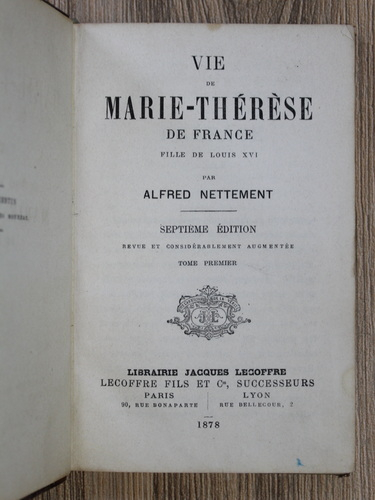 VIE
DE
MARIE-THÉRÈSE
DE FRANCE
FILLE DE LOUIS XVI
PAR
ALFRED NETTEMENT
SEPTIÈME ÉDITION
REVUE ET CONSIDÉRABLEMENT AUGMENTÉE
TOME PREMIER
LIBRAIRIE JACQUES LECOFFRE
LECOFFRE FILS ET Cie, SUCCESSEURS
PARIS LYON
90, RUE BONAPARTE RUE BELLECOUR, 2
1878